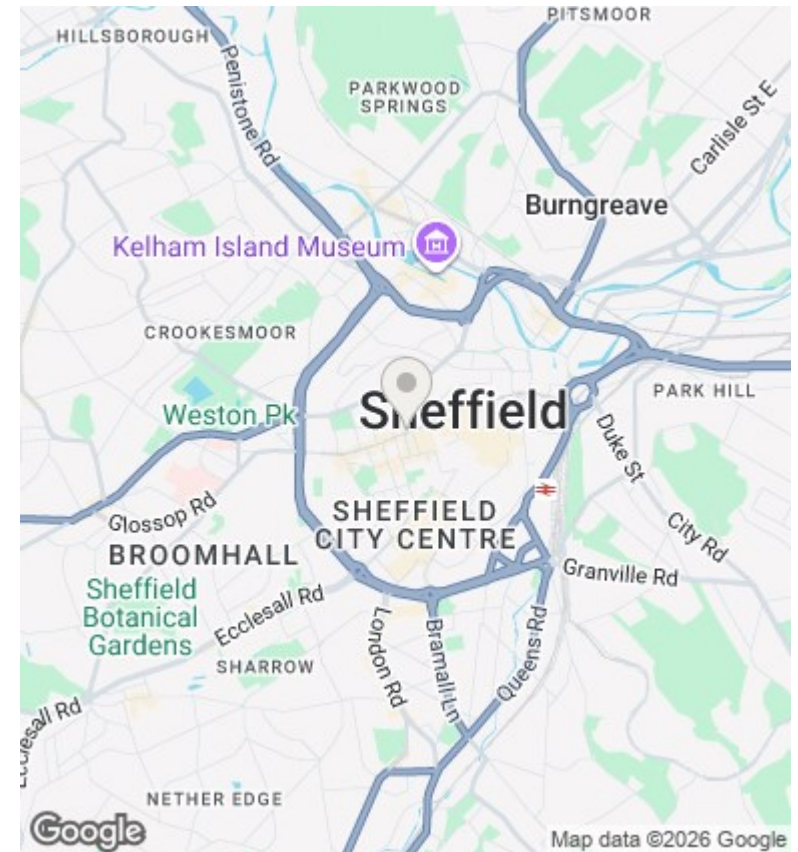 PITSMOOR
HILLSBOROUGH
Penistone Rd
PARKWOOD
SPRINGS
Carlisle St E
Burngreave
Kelham Island Museum
CROOKESMOOR
Sheffield
PARK HILL
Weston Pk
Duke St
Glossop Rd
SHEFFIELD
CITY CENTRE
City Rd
BROOMHALL
Granville Rd
Sheffield
Botanical
Gardens
Ecclesall Rd
London Rd
Bramall Ln
Queens Rd
SHARROW
Ecclesall Rd
NETHER EDGE
Google
Map data ©2026 Google